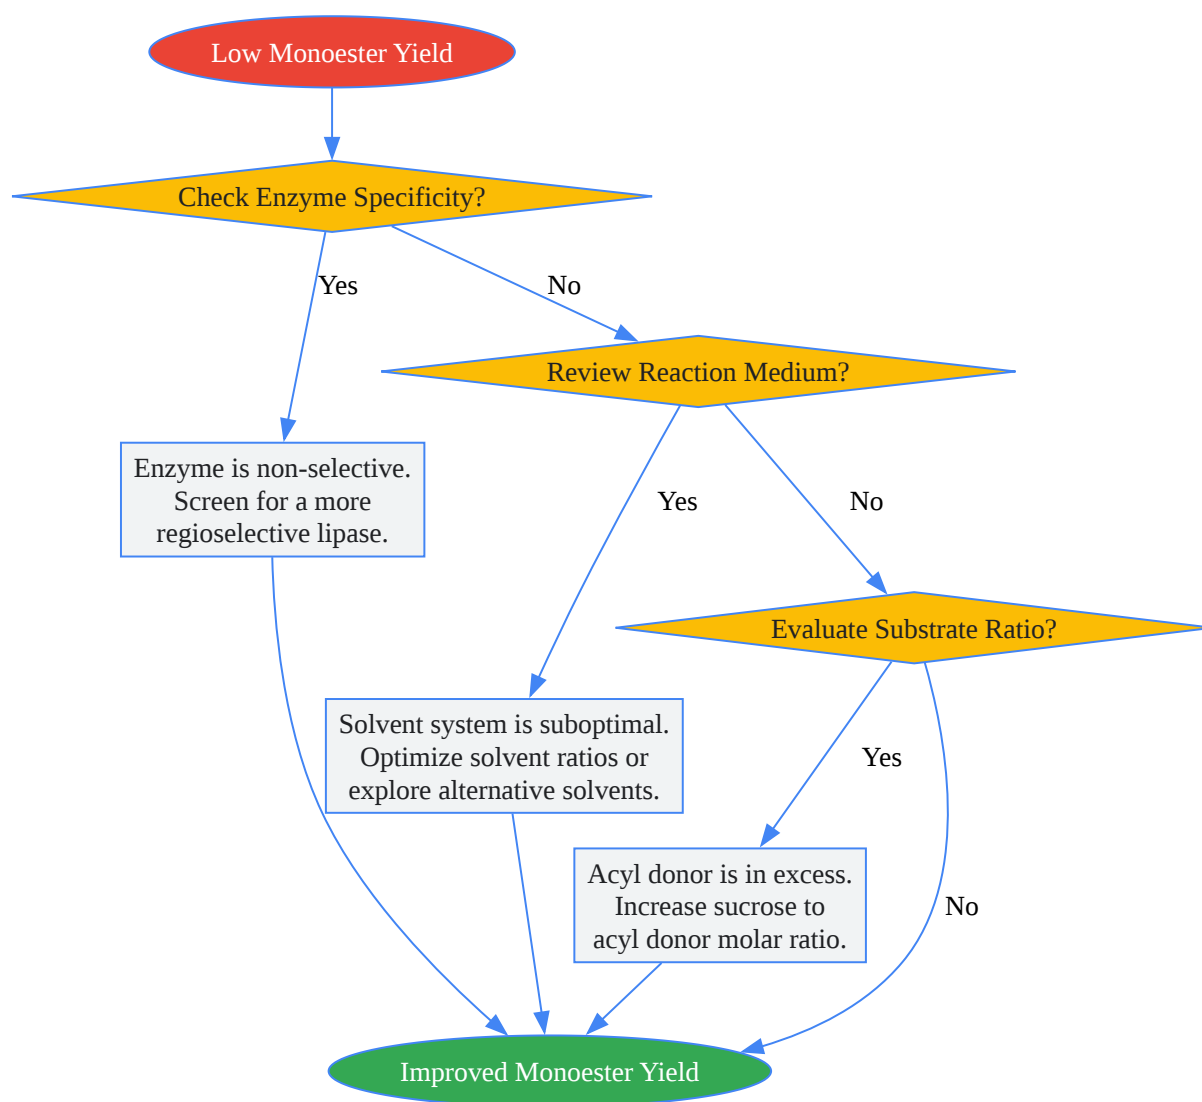 Low Monoester Yield
Check Enzyme Specificity?
Yes
No
Review Reaction Medium?
Enzyme is non-selective.
Screen for a more
regioselective lipase.
Yes
No
Evaluate Substrate Ratio?
Solvent system is suboptimal.
Optimize solvent ratios or
explore alternative solvents.
Yes
Acyl donor is in excess.
Increase sucrose to
acyl donor molar ratio.
No
Improved Monoester Yield